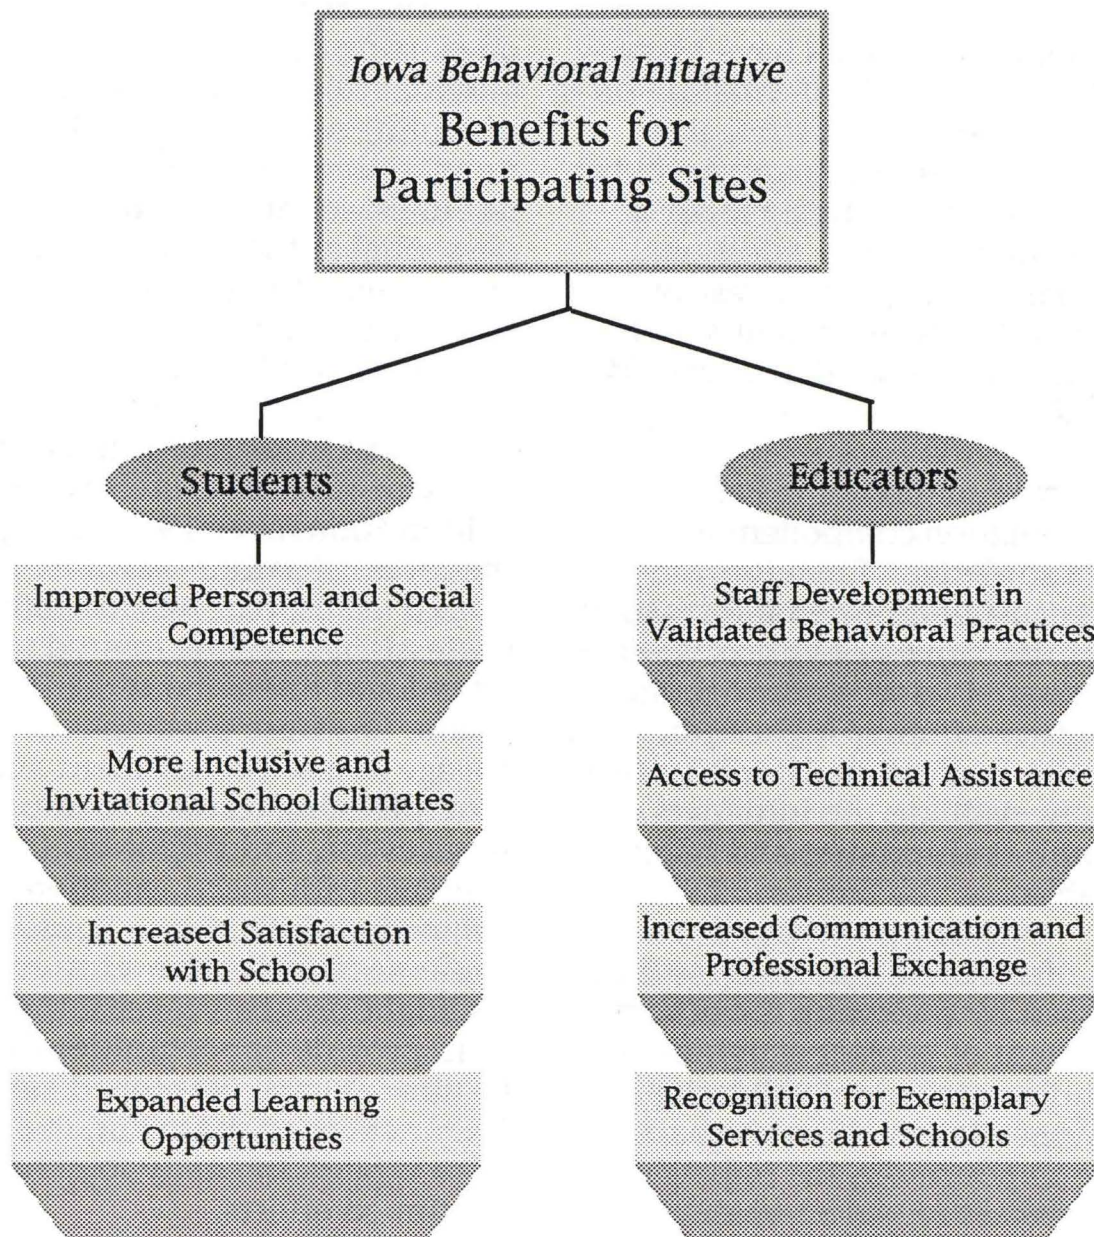 Iowa Behavioral Initiative
Benefits for
Participating Sites
Students
Improved Personal and Social
Competence
More Inclusive and
Invitational School Climates
Increased Satisfaction
with School
Expanded Learning
Opportunities
Educators
Staff Development in
Validated Behavioral Practices
Access to Technical Assistance
Increased Communication and
Professional Exchange
Recognition for Exemplary
Services and Schools